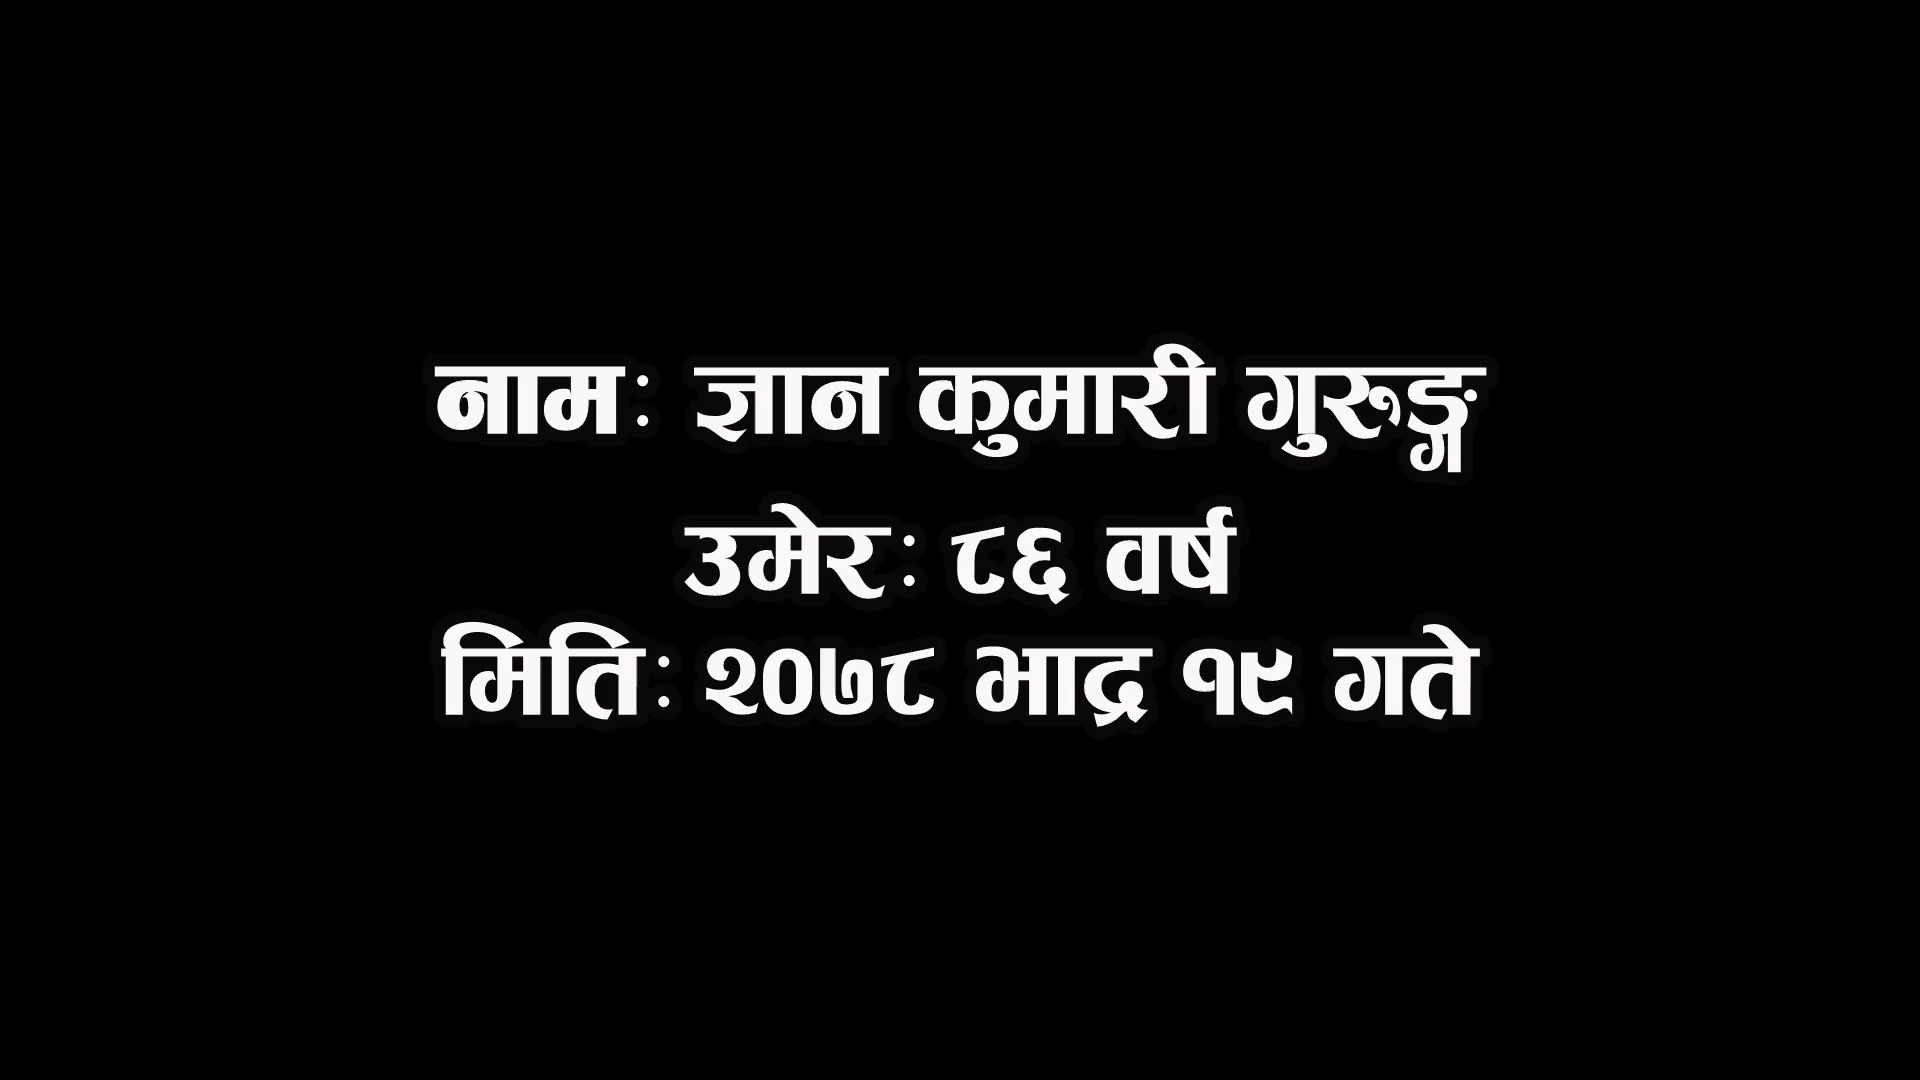 नामः ज्ञान कुमारी गुरुङ्ग
उमेरः ८६ वर्ष
मितिः २०७८ भाद्र १९ गते